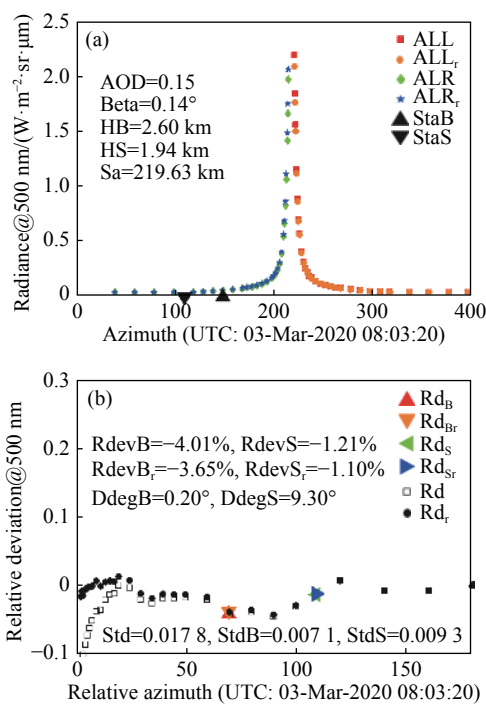 (a)
ALL
ALLr
ALR
ALRr
StaB
StaS
AOD=0.15
Beta=0.14°
HB=2.60 km
HS=1.94 km
Sa=219.63 km
Radiance@500 nm/(W·m⁻²·sr·μm)
2.5
2.0
1.5
1.0
0.5
0
0 100 200 300 400
Azimuth (UTC: 03-Mar-2020 08:03:20)
(b)
RdB
RdBr
RdS
RdSr
Rd
Rdr
RdevB=−4.01%, RdevS=−1.21%
RdevBr=−3.65%, RdevSr=−1.10%
DdegB=0.20°, DdegS=9.30°
Relative deviation@500 nm
0.3
0.2
0.1
0
−0.1
Std=0.017 8, StdB=0.007 1, StdS=0.009 3
0 50 100 150
Relative azimuth (UTC: 03-Mar-2020 08:03:20)